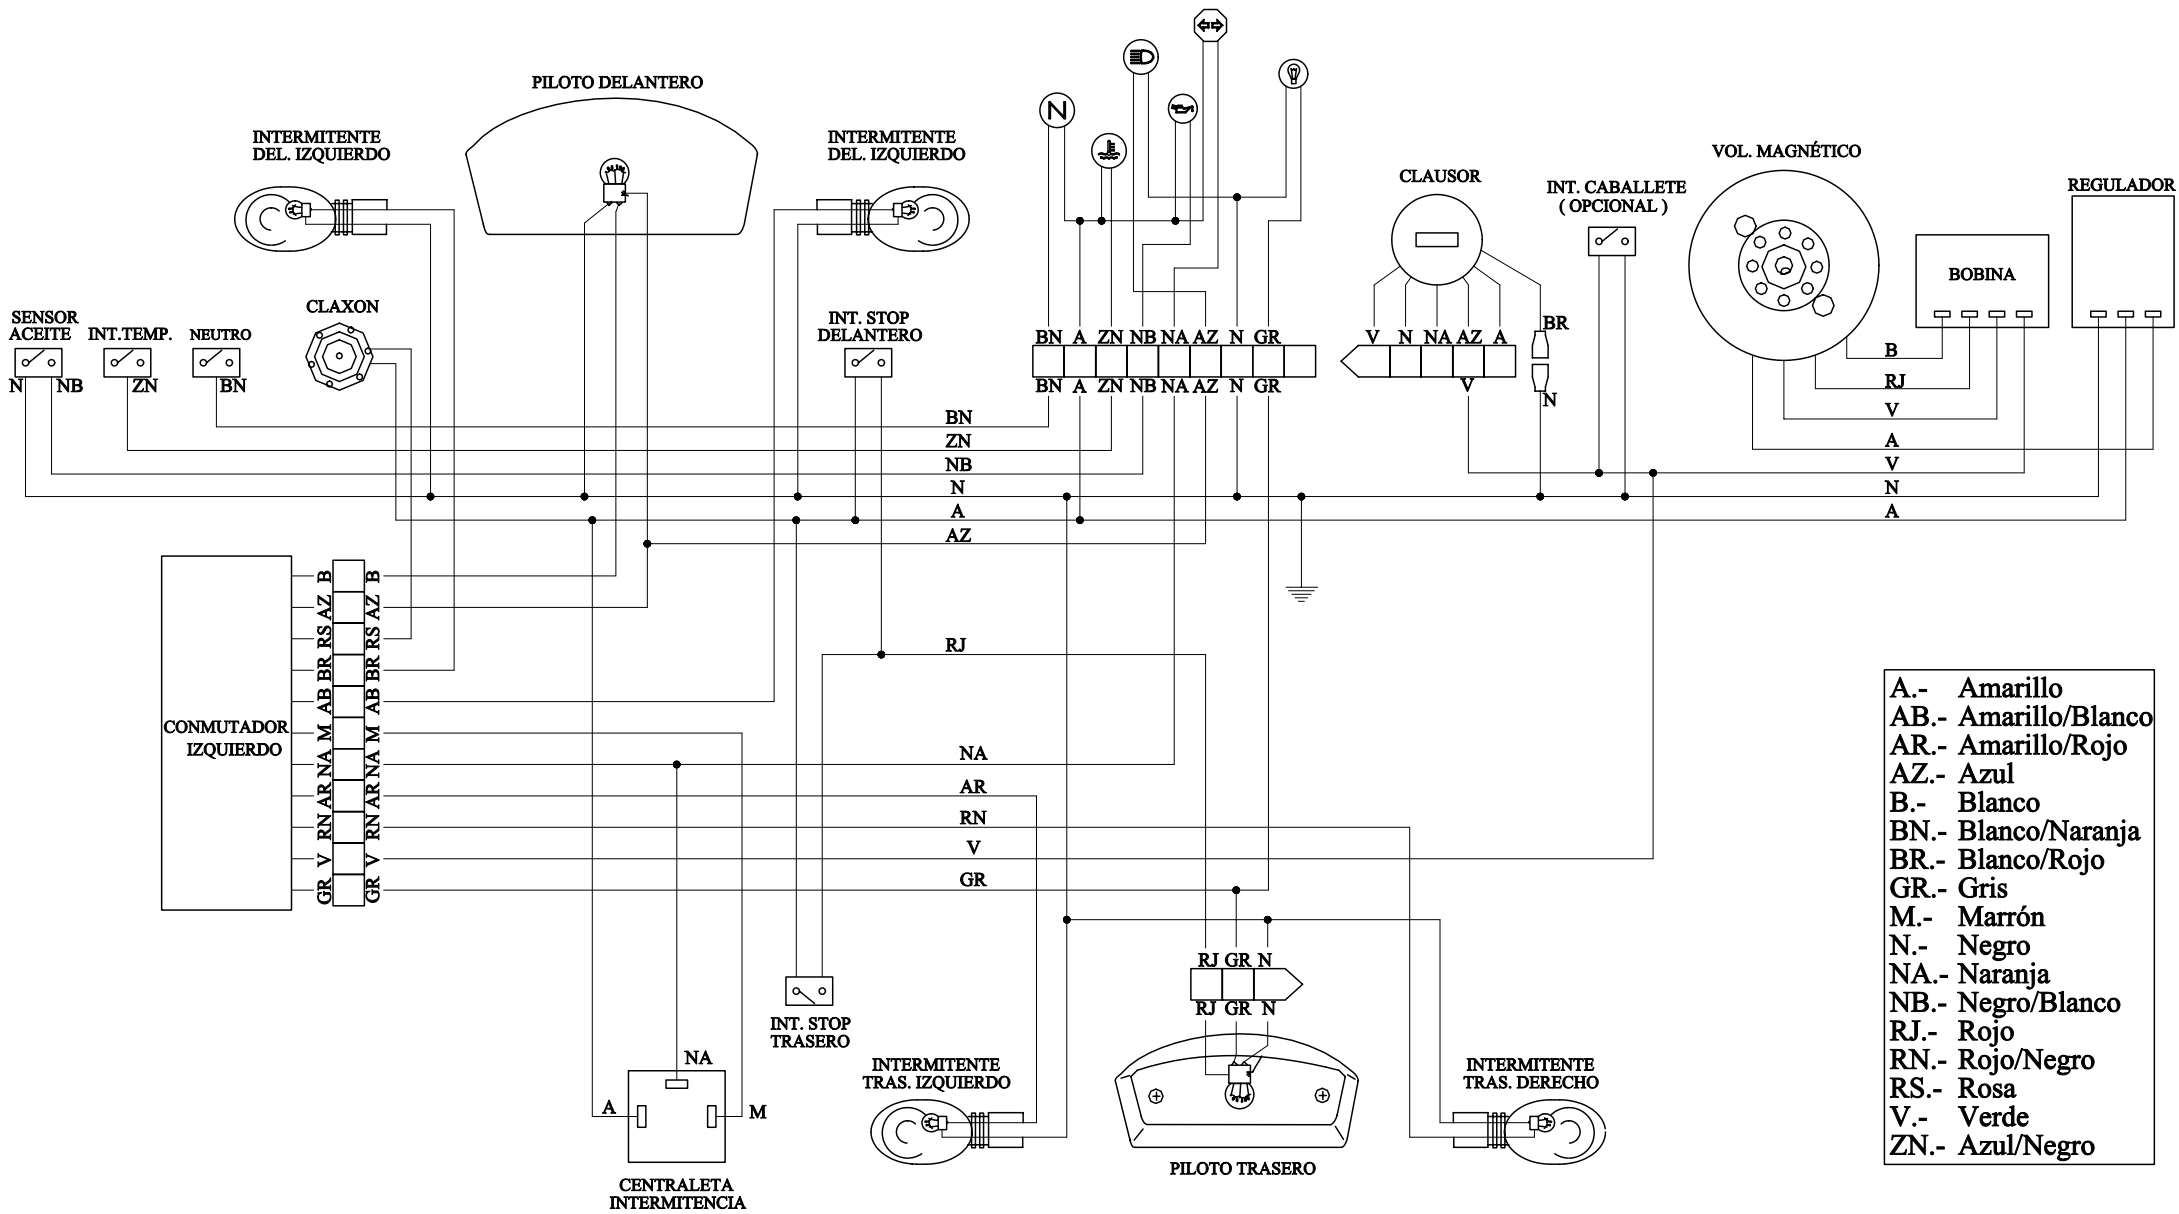 PILOTO DELANTERO
INTERMITENTE
DEL. IZQUIERDO
INTERMITENTE
DEL. IZQUIERDO
N
CLAUSOR
INT. CABALLETE
( OPCIONAL )
VOL. MAGNÉTICO
REGULADOR
BOBINA
SENSOR
ACEITE
INT.TEMP.
NEUTRO
CLAXON
INT. STOP
DELANTERO
N NB ZN BN
BN A ZN NB NA AZ N GR
BN A ZN NB NA AZ N GR
V N NA AZ A
V
BR
N
B
RJ
V
A
V
N
A
BN
ZN
NB
N
A
AZ
RJ
NA
AR
RN
V
GR
CONMUTADOR
IZQUIERDO
B B
AZ AZ
RS RS
BR BR
AB AB
M M
NA NA
AR AR
RN RN
V V
GR GR
RJ GR N
RJ GR N
INT. STOP
TRASERO
NA
A
M
CENTRALETA
INTERMITENCIA
INTERMITENTE
TRAS. IZQUIERDO
PILOTO TRASERO
INTERMITENTE
TRAS. DERECHO
A.- Amarillo
AB.- Amarillo/Blanco
AR.- Amarillo/Rojo
AZ.- Azul
B.- Blanco
BN.- Blanco/Naranja
BR.- Blanco/Rojo
GR.- Gris
M.- Marrón
N.- Negro
NA.- Naranja
NB.- Negro/Blanco
RJ.- Rojo
RN.- Rojo/Negro
RS.- Rosa
V.- Verde
ZN.- Azul/Negro